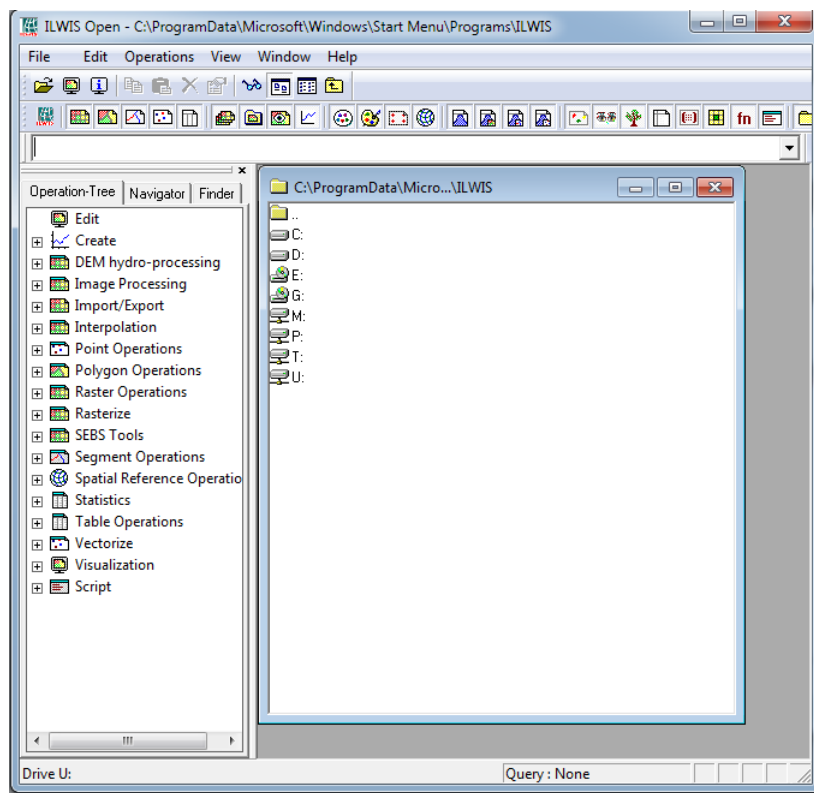 ILWIS Open - C:\ProgramData\Microsoft\Windows\Start Menu\Programs\ILWIS
File Edit Operations View Window Help
fn
Operation-Tree Navigator Finder
Edit
Create
DEM hydro-processing
Image Processing
Import/Export
Interpolation
Point Operations
Polygon Operations
Raster Operations
Rasterize
SEBS Tools
Segment Operations
Spatial Reference Operatio
Statistics
Table Operations
Vectorize
Visualization
Script
C:\ProgramData\Micro...\ILWIS
..
C:
D:
E:
G:
M:
P:
T:
U:
Drive U:
Query : None